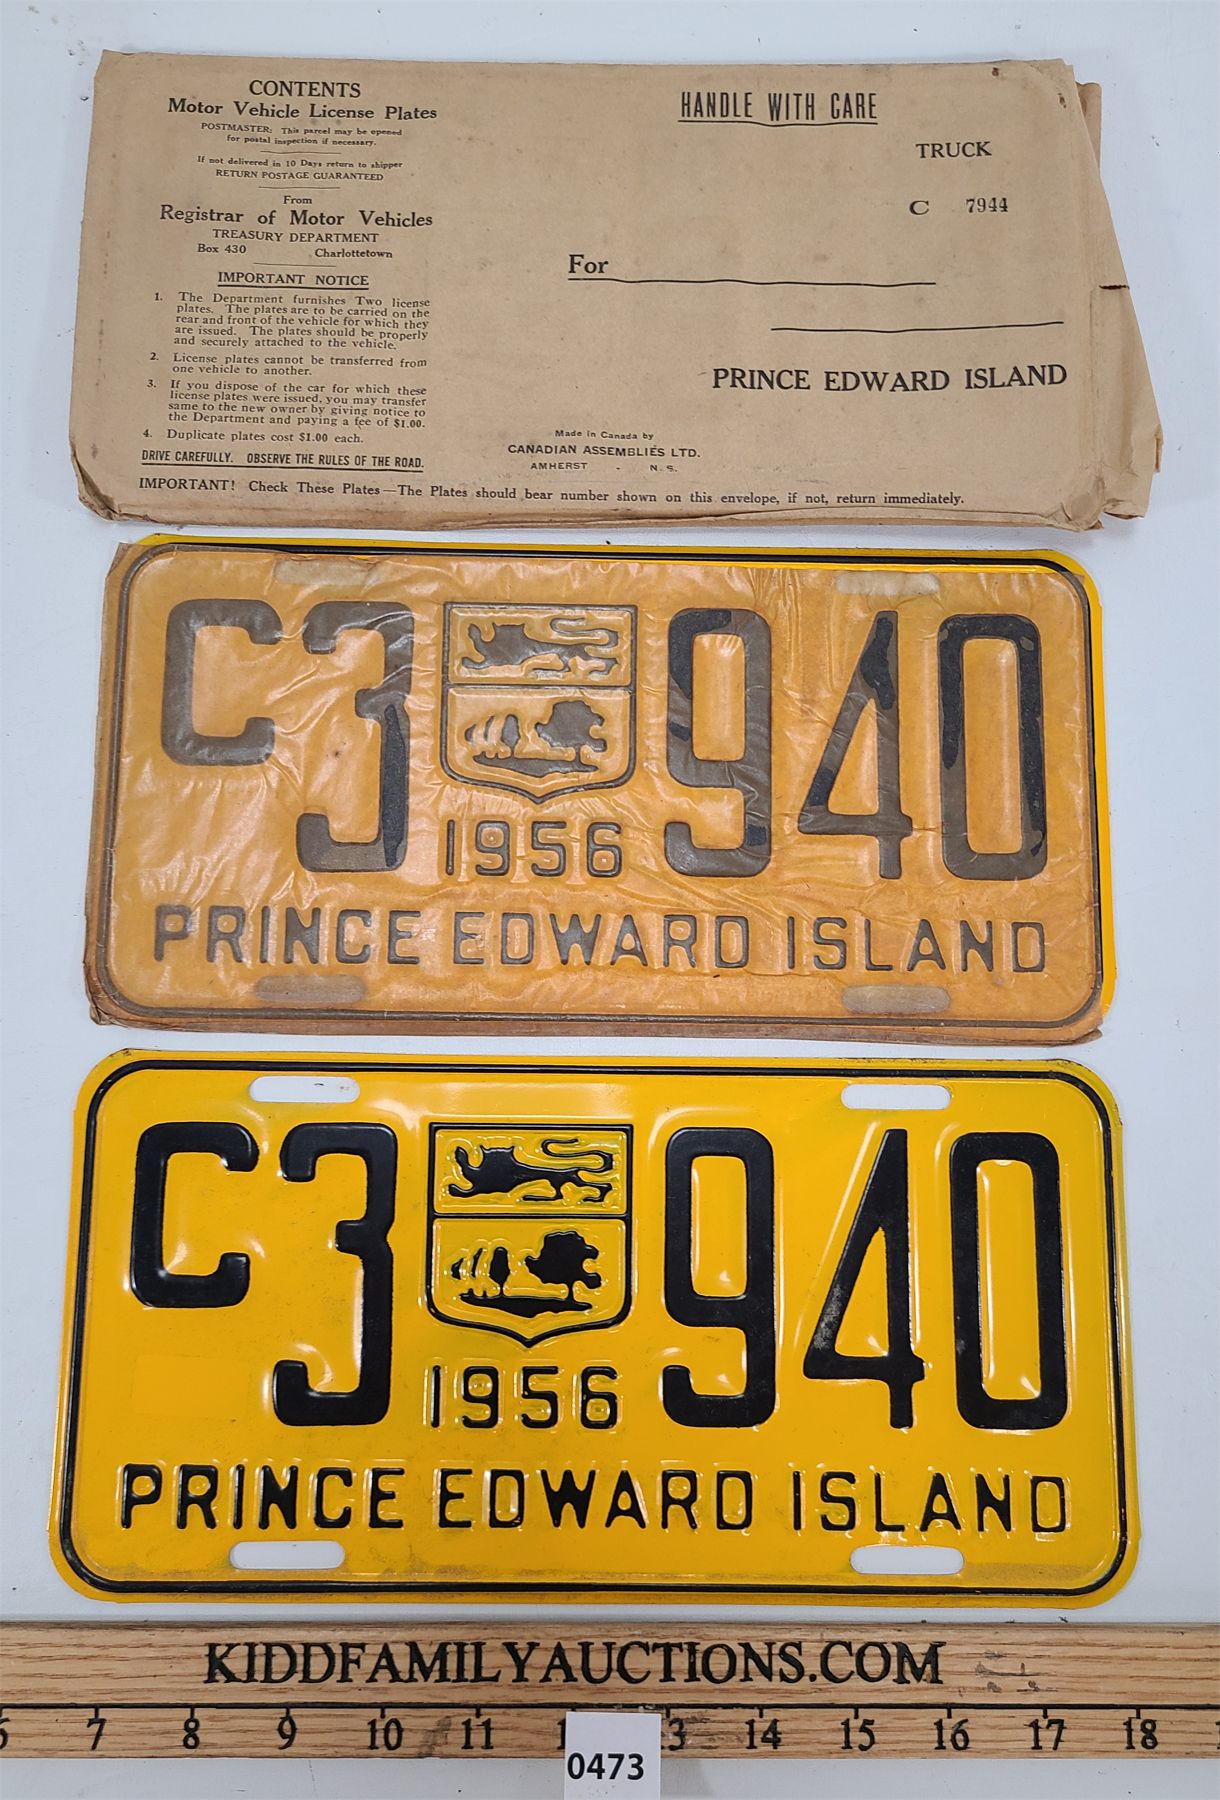 CONTENTS
Motor Vehicle License Plates
POSTMASTER: This parcel may be opened
for postal inspection if necessary.
If not delivered in 10 Days return to shipper
RETURN POSTAGE GUARANTEED
From
Registrar of Motor Vehicles
TREASURY DEPARTMENT
Box 430 Charlottetown
IMPORTANT NOTICE
1. The Department furnishes Two license
plates. The plates are to be carried on the
rear and front of the vehicle for which they
are issued. The plates should be properly
and securely attached to the vehicle.
2. License plates cannot be transferred from
one vehicle to another.
3. If you dispose of the car for which these
license plates were issued, you may transfer
same to the new owner by giving notice to
the Department and paying a fee of $1.00.
4. Duplicate plates cost $1.00 each.
DRIVE CAREFULLY. OBSERVE THE RULES OF THE ROAD.
HANDLE WITH CARE
TRUCK
C 7944
For
PRINCE EDWARD ISLAND
Made in Canada by
CANADIAN ASSEMBLIES LTD.
AMHERST - N. S.
IMPORTANT! Check These Plates—The Plates should bear number shown on this envelope, if not, return immediately.
C3 940
1956
PRINCE EDWARD ISLAND
C3 940
1956
PRINCE EDWARD ISLAND
KIDDFAMILYAUCTIONS.COM
6 7 8 9 10 11 13 14 15 16 17 18
0473